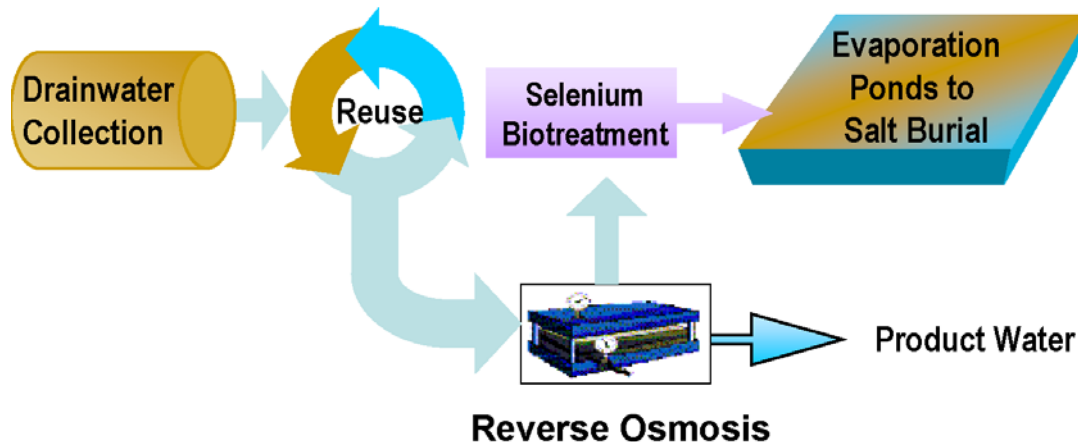 Drainwater
Collection
Reuse
Selenium
Biotreatment
Evaporation
Ponds to
Salt Burial
Product Water
Reverse Osmosis